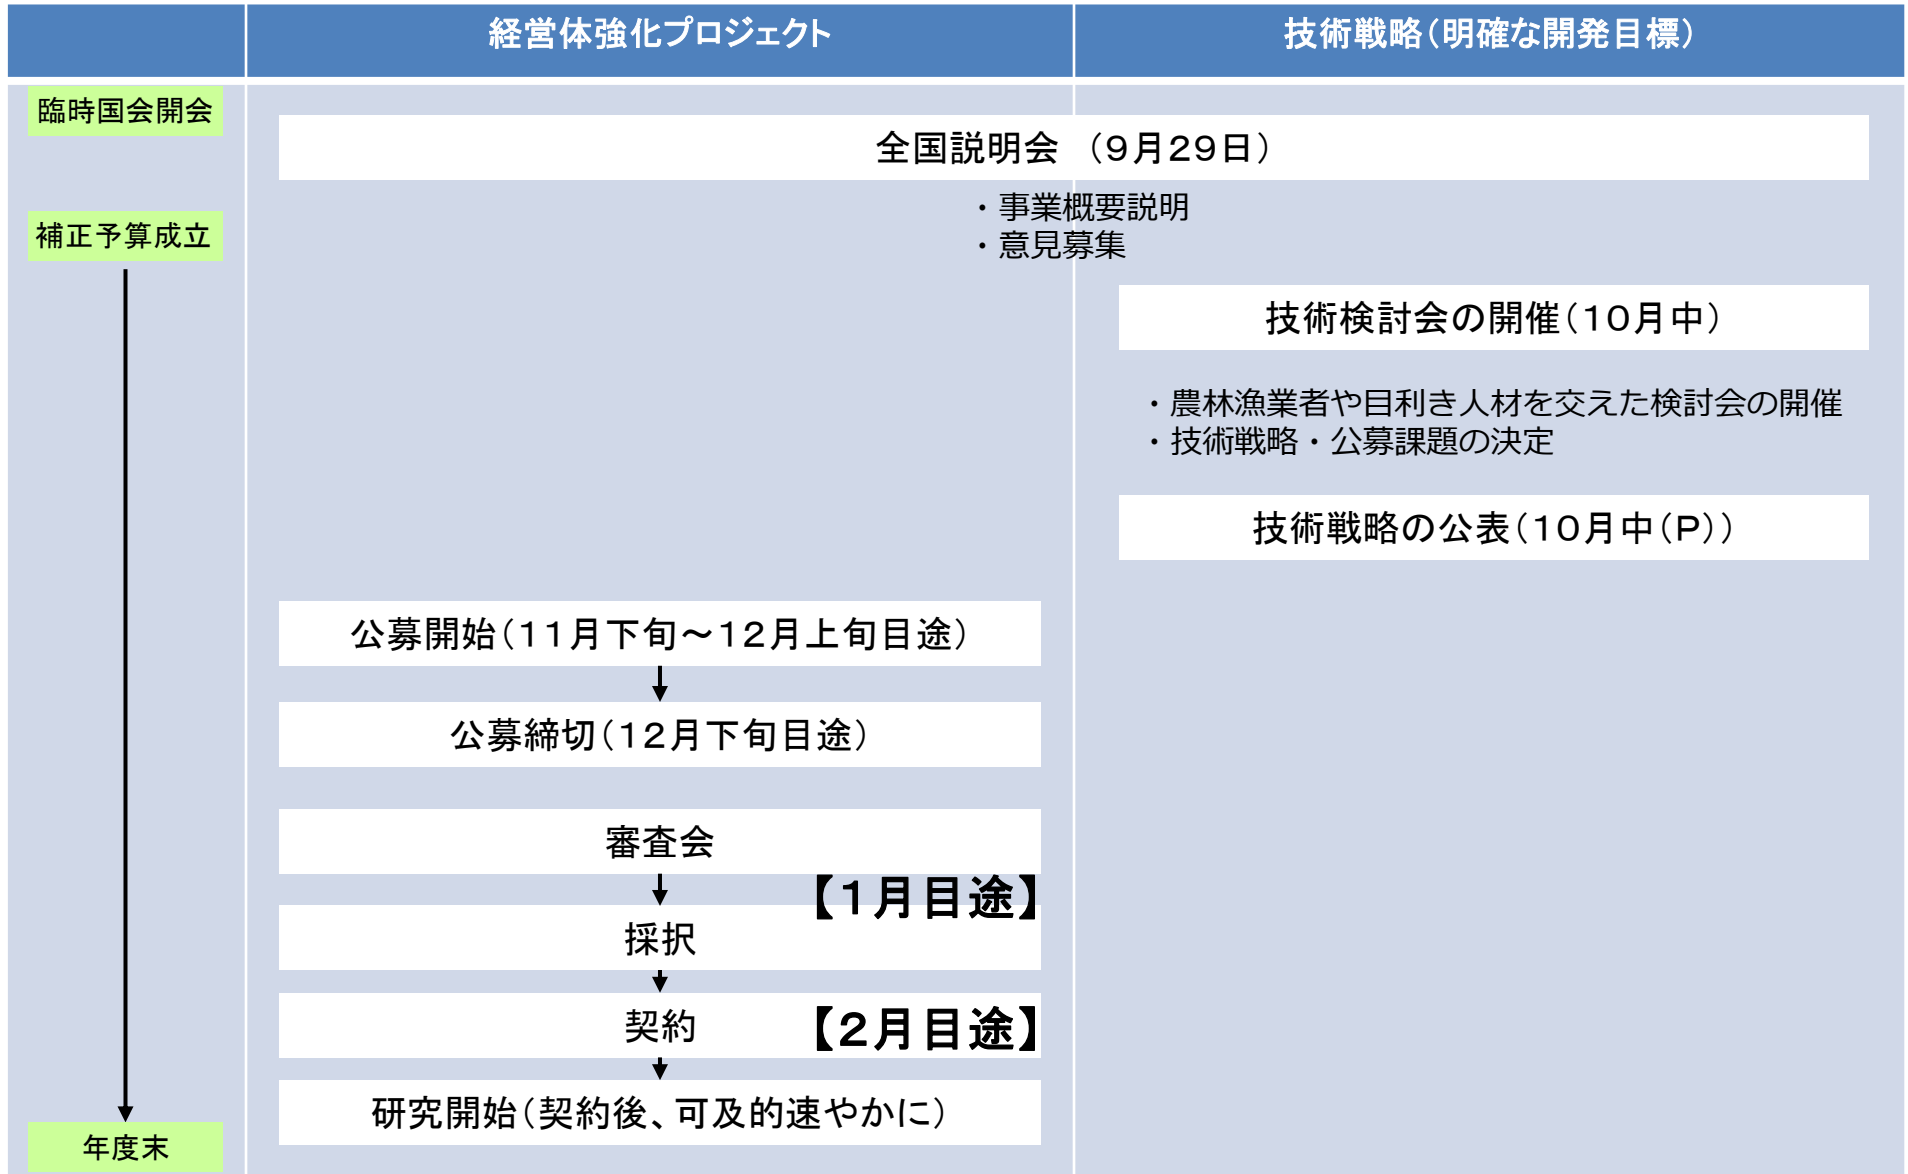 経営体強化プロジェクト
技術戦略(明確な開発目標)
臨時国会開会
全国説明会 (9月29日)
・事業概要説明
・意見募集
補正予算成立
技術検討会の開催(10月中)
・農林漁業者や目利き人材を交えた検討会の開催
・技術戦略・公募課題の決定
技術戦略の公表(10月中(P))
公募開始(11月下旬~12月上旬目途)
公募締切(12月下旬目途)
審査会
【1月目途】
採択
契約 【2月目途】
研究開始(契約後、可及的速やかに)
年度末